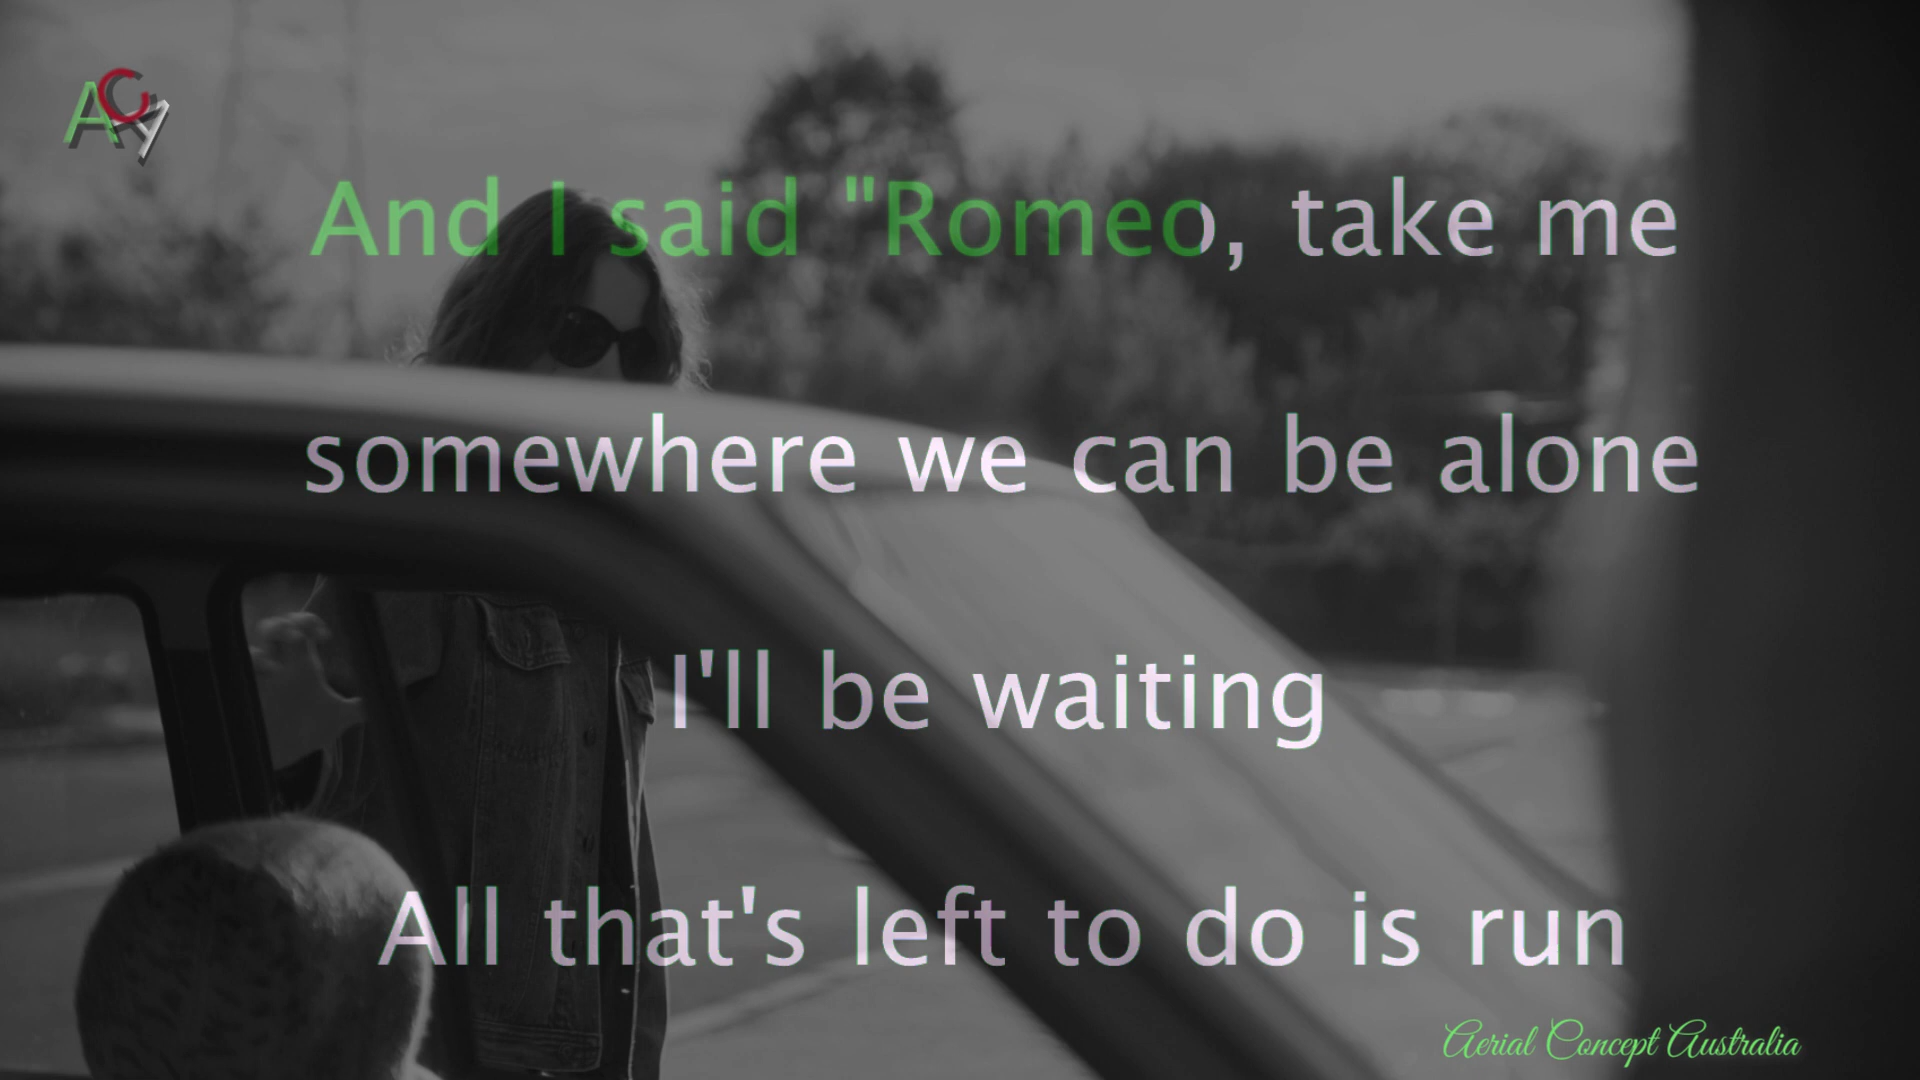 ACA
And I said "Romeo, take me
somewhere we can be alone
I'll be waiting
All that's left to do is run
Aerial Concept Australia